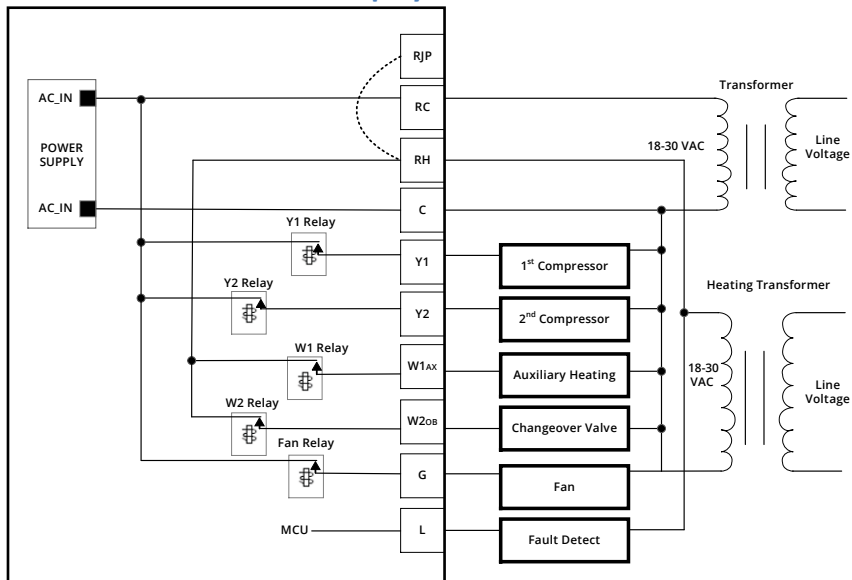 RJP
Transformer
AC_IN
RC
POWER
SUPPLY
18-30 VAC
Line
Voltage
RH
AC_IN
C
Y1 Relay
Y1
1st Compressor
Y2 Relay
Heating Transformer
Y2
2nd Compressor
W1 Relay
W1AX
Auxiliary Heating
18-30
VAC
Line
Voltage
W2 Relay
W2OB
Changeover Valve
Fan Relay
G
Fan
MCU
L
Fault Detect